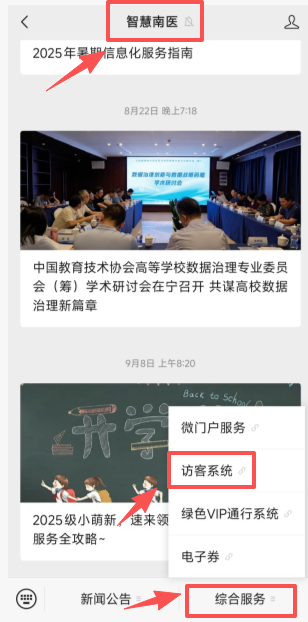 智慧南医
2025年暑期信息化服务指南
8月22日 晚上7:18
中国教育技术协会高等学校数据治理专业委员
会（筹）学术研讨会在宁召开 共谋高校数据
治理新篇章
9月8日 上午8:20
Back to School
开学
2025级小萌新，速来领
服务全攻略~
微门户服务
访客系统
绿色VIP通行系统
电子券
新闻公告
综合服务